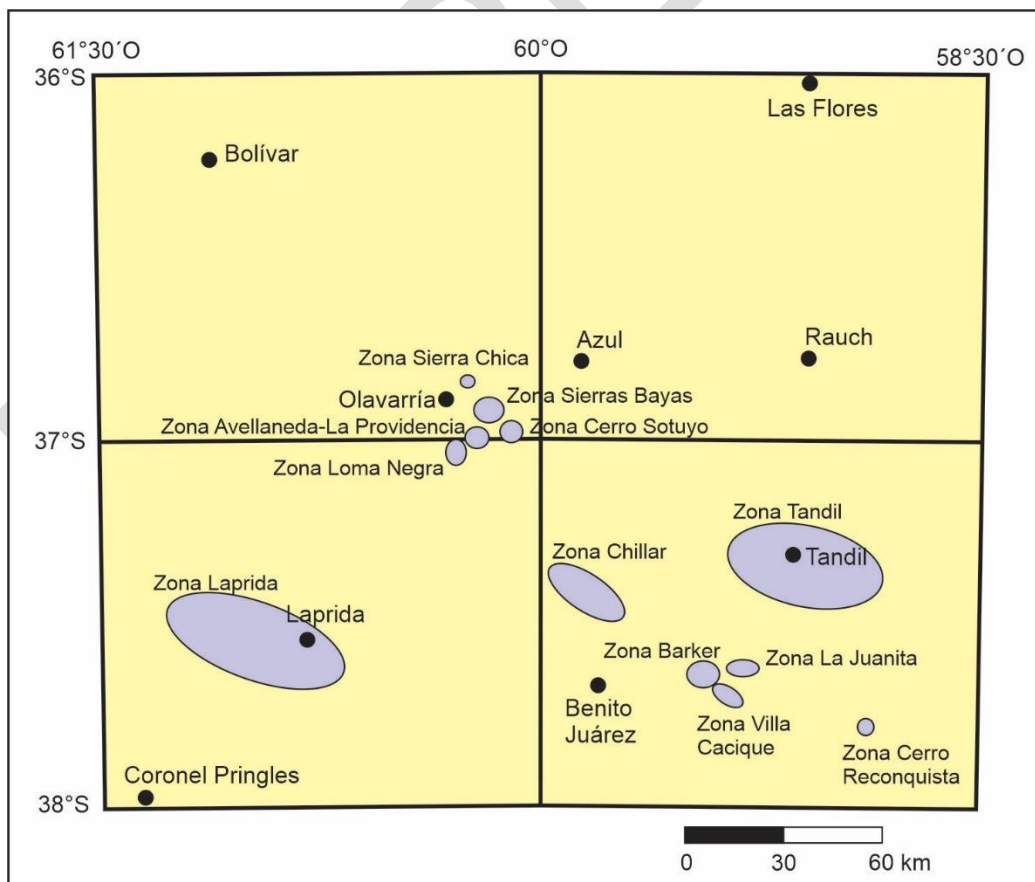 61°30´O
60°O
58°30´O
36°S
Las Flores
Bolívar
Azul
Rauch
Zona Sierra Chica
Olavarría
Zona Sierras Bayas
Zona Avellaneda-La Providencia
Zona Cerro Sotuyo
37°S
Zona Loma Negra
Zona Tandil
Zona Chillar
Tandil
Zona Laprida
Laprida
Zona Barker
Zona La Juanita
Benito
Juárez
Zona Villa
Cacique
Zona Cerro
Reconquista
Coronel Pringles
38°S
0 30 60 km